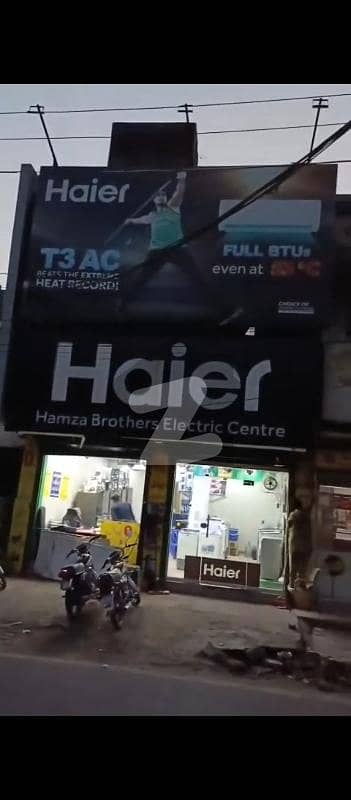 Haier
T3 AC
BEATS THE EXTREME
HEAT RECORD!
FULL BTUs
even at
Haier
Hamza Brothers Electric Centre
Haier